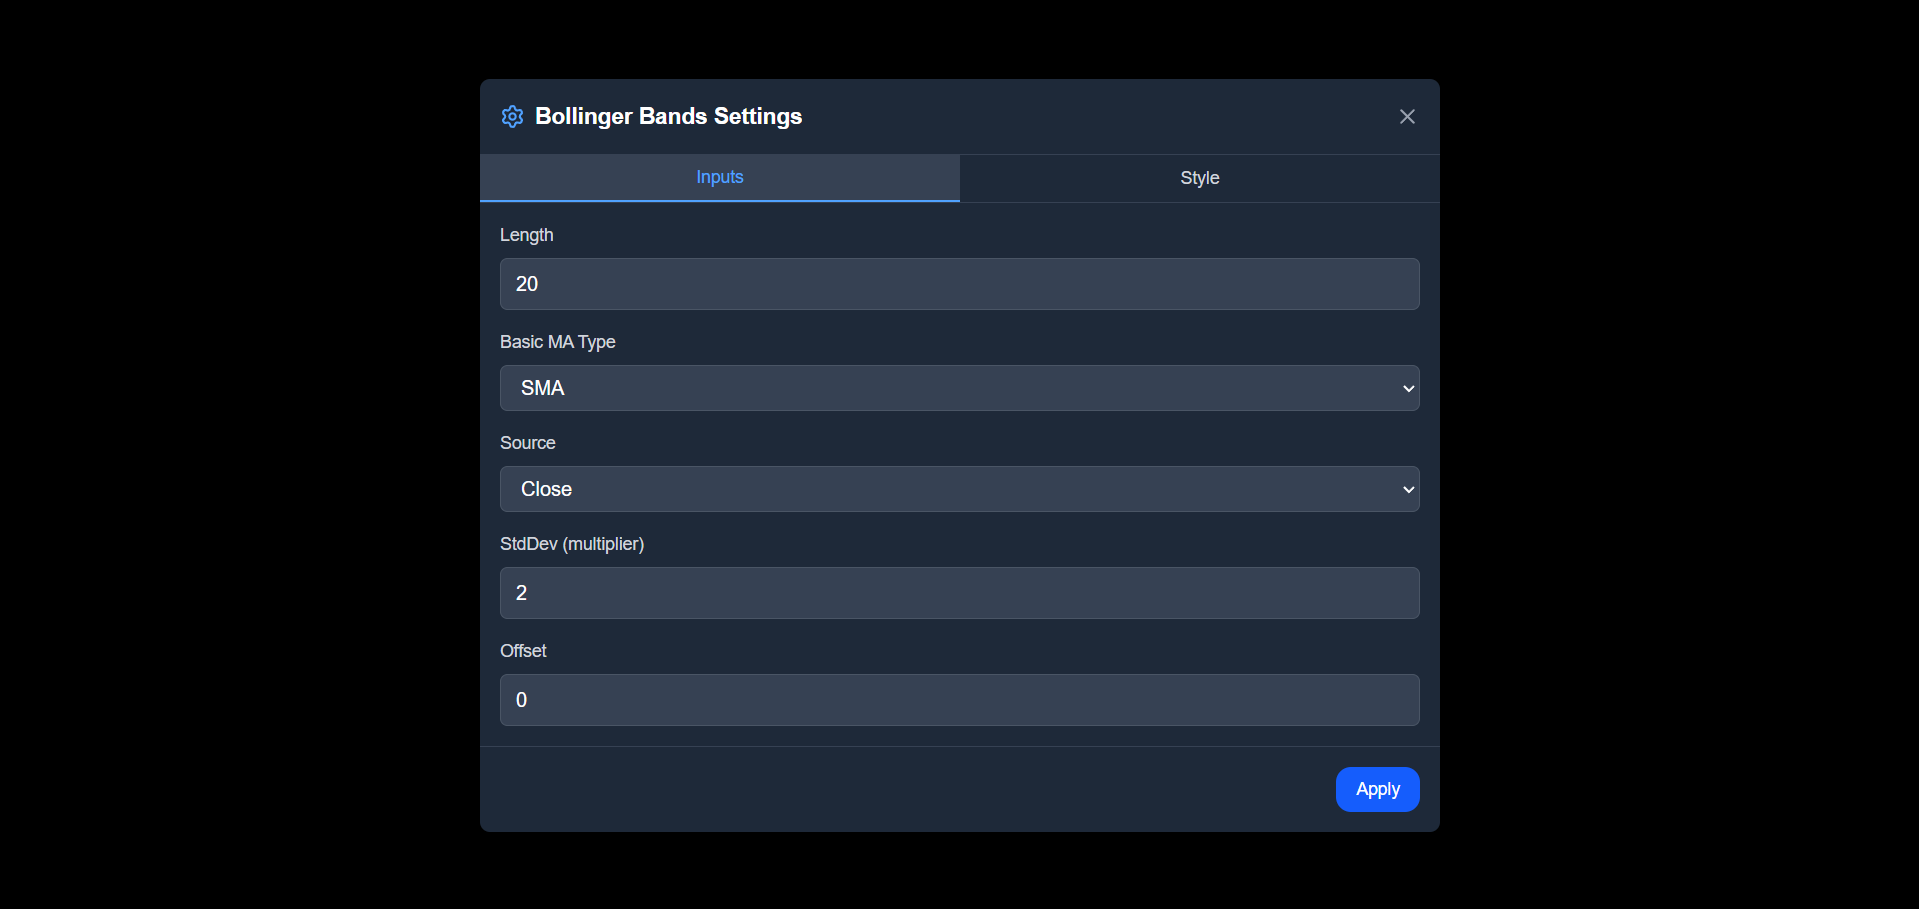 Bollinger Bands Settings
Inputs
Style
Length
20
Basic MA Type
SMA
Source
Close
StdDev (multiplier)
2
Offset
0
Apply